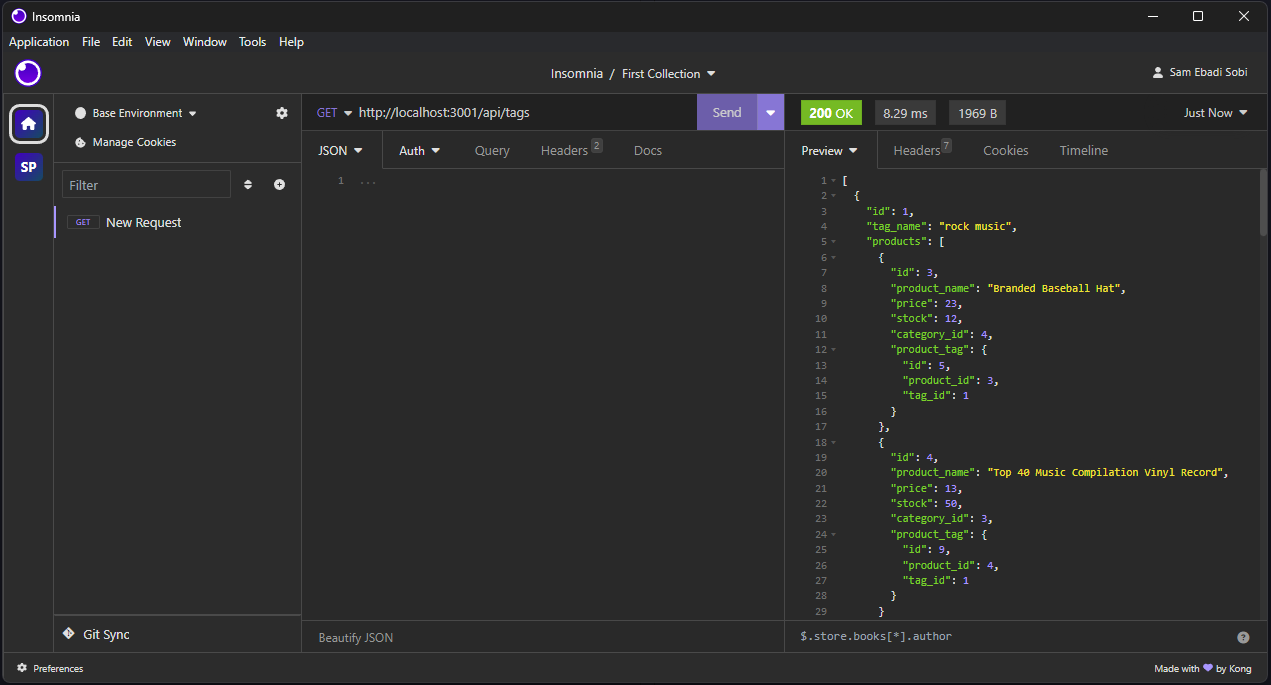 Insomnia
Application File Edit View Window Tools Help
Insomnia / First Collection
Sam Ebadi Sobi
SP
Base Environment
Manage Cookies
Filter
GET New Request
Git Sync
GET http://localhost:3001/api/tags Send
JSON Auth Query Headers 2 Docs
1 ...
Beautify JSON
200 OK 8.29 ms 1969 B Just Now
Preview Headers 7 Cookies Timeline
1 [
2 {
3 "id": 1,
4 "tag_name": "rock music",
5 "products": [
6 {
7 "id": 3,
8 "product_name": "Branded Baseball Hat",
9 "price": 23,
10 "stock": 12,
11 "category_id": 4,
12 "product_tag": {
13 "id": 5,
14 "product_id": 3,
15 "tag_id": 1
16 }
17 },
18 {
19 "id": 4,
20 "product_name": "Top 40 Music Compilation Vinyl Record",
21 "price": 13,
22 "stock": 50,
23 "category_id": 3,
24 "product_tag": {
25 "id": 9,
26 "product_id": 4,
27 "tag_id": 1
28 }
29 }
$.store.books[*].author ?
Preferences
Made with 💜 by Kong